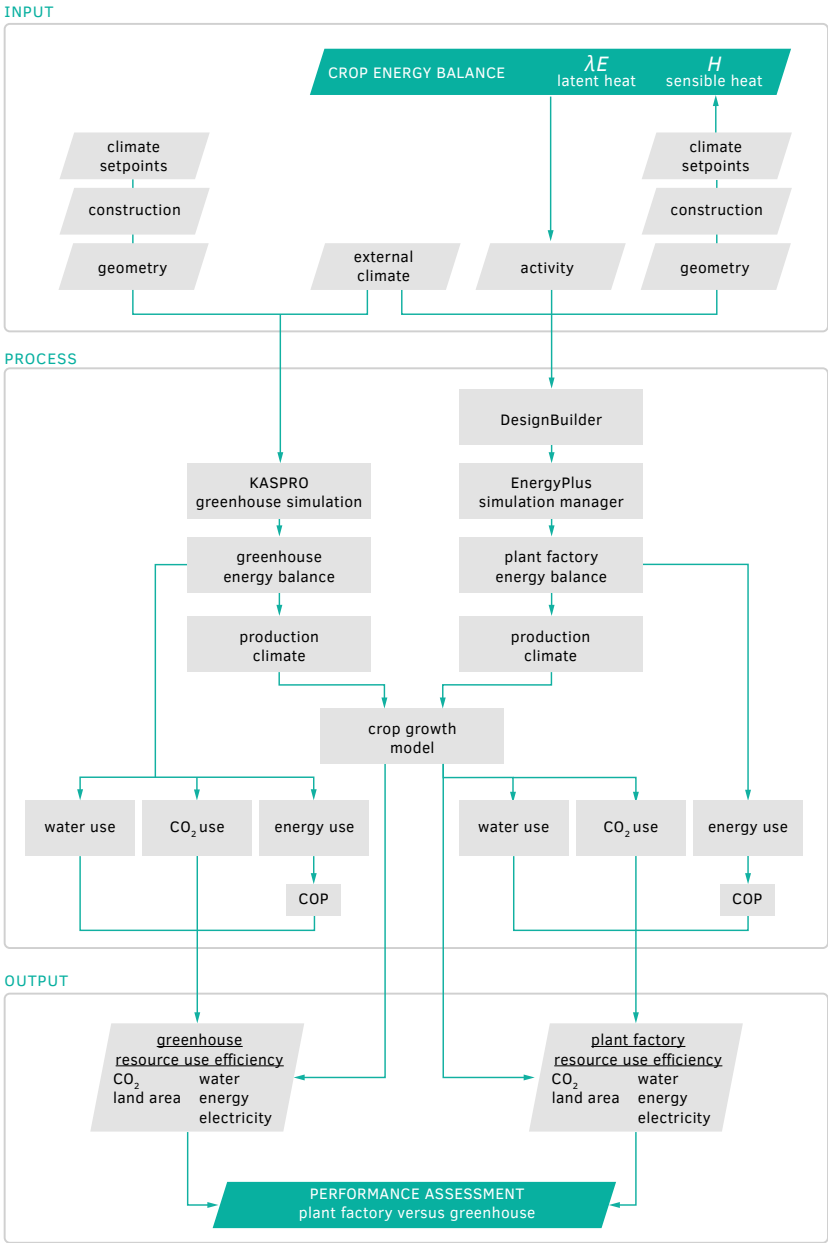 INPUT
CROP ENERGY BALANCE
λE
latent heat
H
sensible heat
climate
setpoints
construction
geometry
external
climate
activity
climate
setpoints
construction
geometry
PROCESS
DesignBuilder
KASPRO
greenhouse simulation
EnergyPlus
simulation manager
greenhouse
energy balance
plant factory
energy balance
production
climate
production
climate
crop growth
model
water use
CO₂ use
energy use
water use
CO₂ use
energy use
COP
COP
OUTPUT
greenhouse
resource use efficiency
CO₂ water
land area energy
electricity
plant factory
resource use efficiency
CO₂ water
land area energy
electricity
PERFORMANCE ASSESSMENT
plant factory versus greenhouse